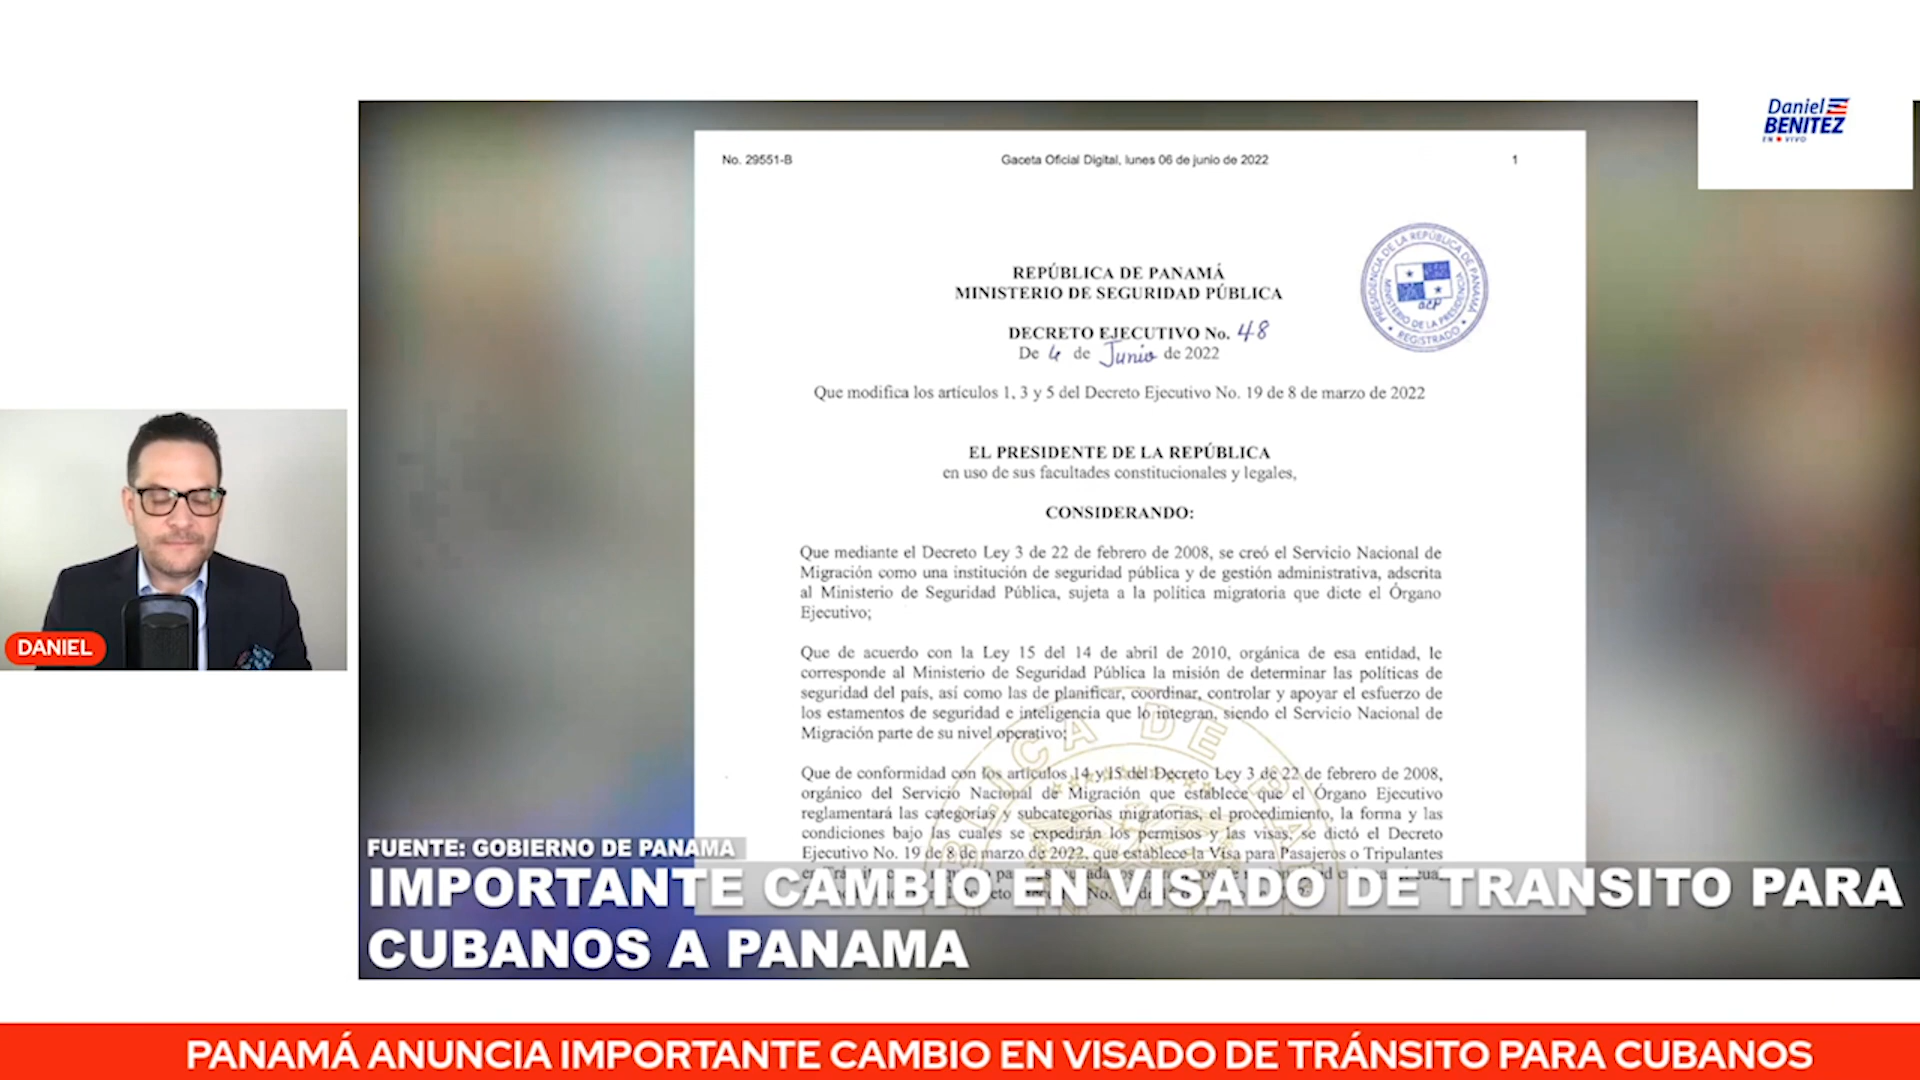 Daniel
BENITEZ
EN VIVO
No. 29551-B
Gaceta Oficial Digital, lunes 06 de junio de 2022
1
PRESIDENCIA DE LA REPÚBLICA DE PANAMÁ
MINISTERIO DE LA PRESIDENCIA
REGISTRADO
REPÚBLICA DE PANAMÁ
MINISTERIO DE SEGURIDAD PÚBLICA
DECRETO EJECUTIVO No. 48
De 4 de Junio de 2022
Que modifica los artículos 1, 3 y 5 del Decreto Ejecutivo No. 19 de 8 de marzo de 2022
EL PRESIDENTE DE LA REPÚBLICA
en uso de sus facultades constitucionales y legales,
CONSIDERANDO:
Que mediante el Decreto Ley 3 de 22 de febrero de 2008, se creó el Servicio Nacional de
Migración como una institución de seguridad pública y de gestión administrativa, adscrita
al Ministerio de Seguridad Pública, sujeta a la política migratoria que dicte el Órgano
Ejecutivo;
Que de acuerdo con la Ley 15 del 14 de abril de 2010, orgánica de esa entidad, le
corresponde al Ministerio de Seguridad Pública la misión de determinar las políticas de
seguridad del país, así como las de planificar, coordinar, controlar y apoyar el esfuerzo de
los estamentos de seguridad e inteligencia que lo integran, siendo el Servicio Nacional de
Migración parte de su nivel operativo;
Que de conformidad con los artículos 14 y 15 del Decreto Ley 3 de 22 de febrero de 2008,
orgánico del Servicio Nacional de Migración que establece que el Órgano Ejecutivo
reglamentará las categorías y subcategorías migratorias, el procedimiento, la forma y las
condiciones bajo las cuales se expedirán los permisos y las visas, se dictó el Decreto
Ejecutivo No. 19 de 8 de marzo de 2022, que establece la Visa para Pasajeros o Tripulantes
DANIEL
FUENTE: GOBIERNO DE PANAMA
IMPORTANTE CAMBIO EN VISADO DE TRANSITO PARA
CUBANOS A PANAMA
PANAMÁ ANUNCIA IMPORTANTE CAMBIO EN VISADO DE TRÁNSITO PARA CUBANOS